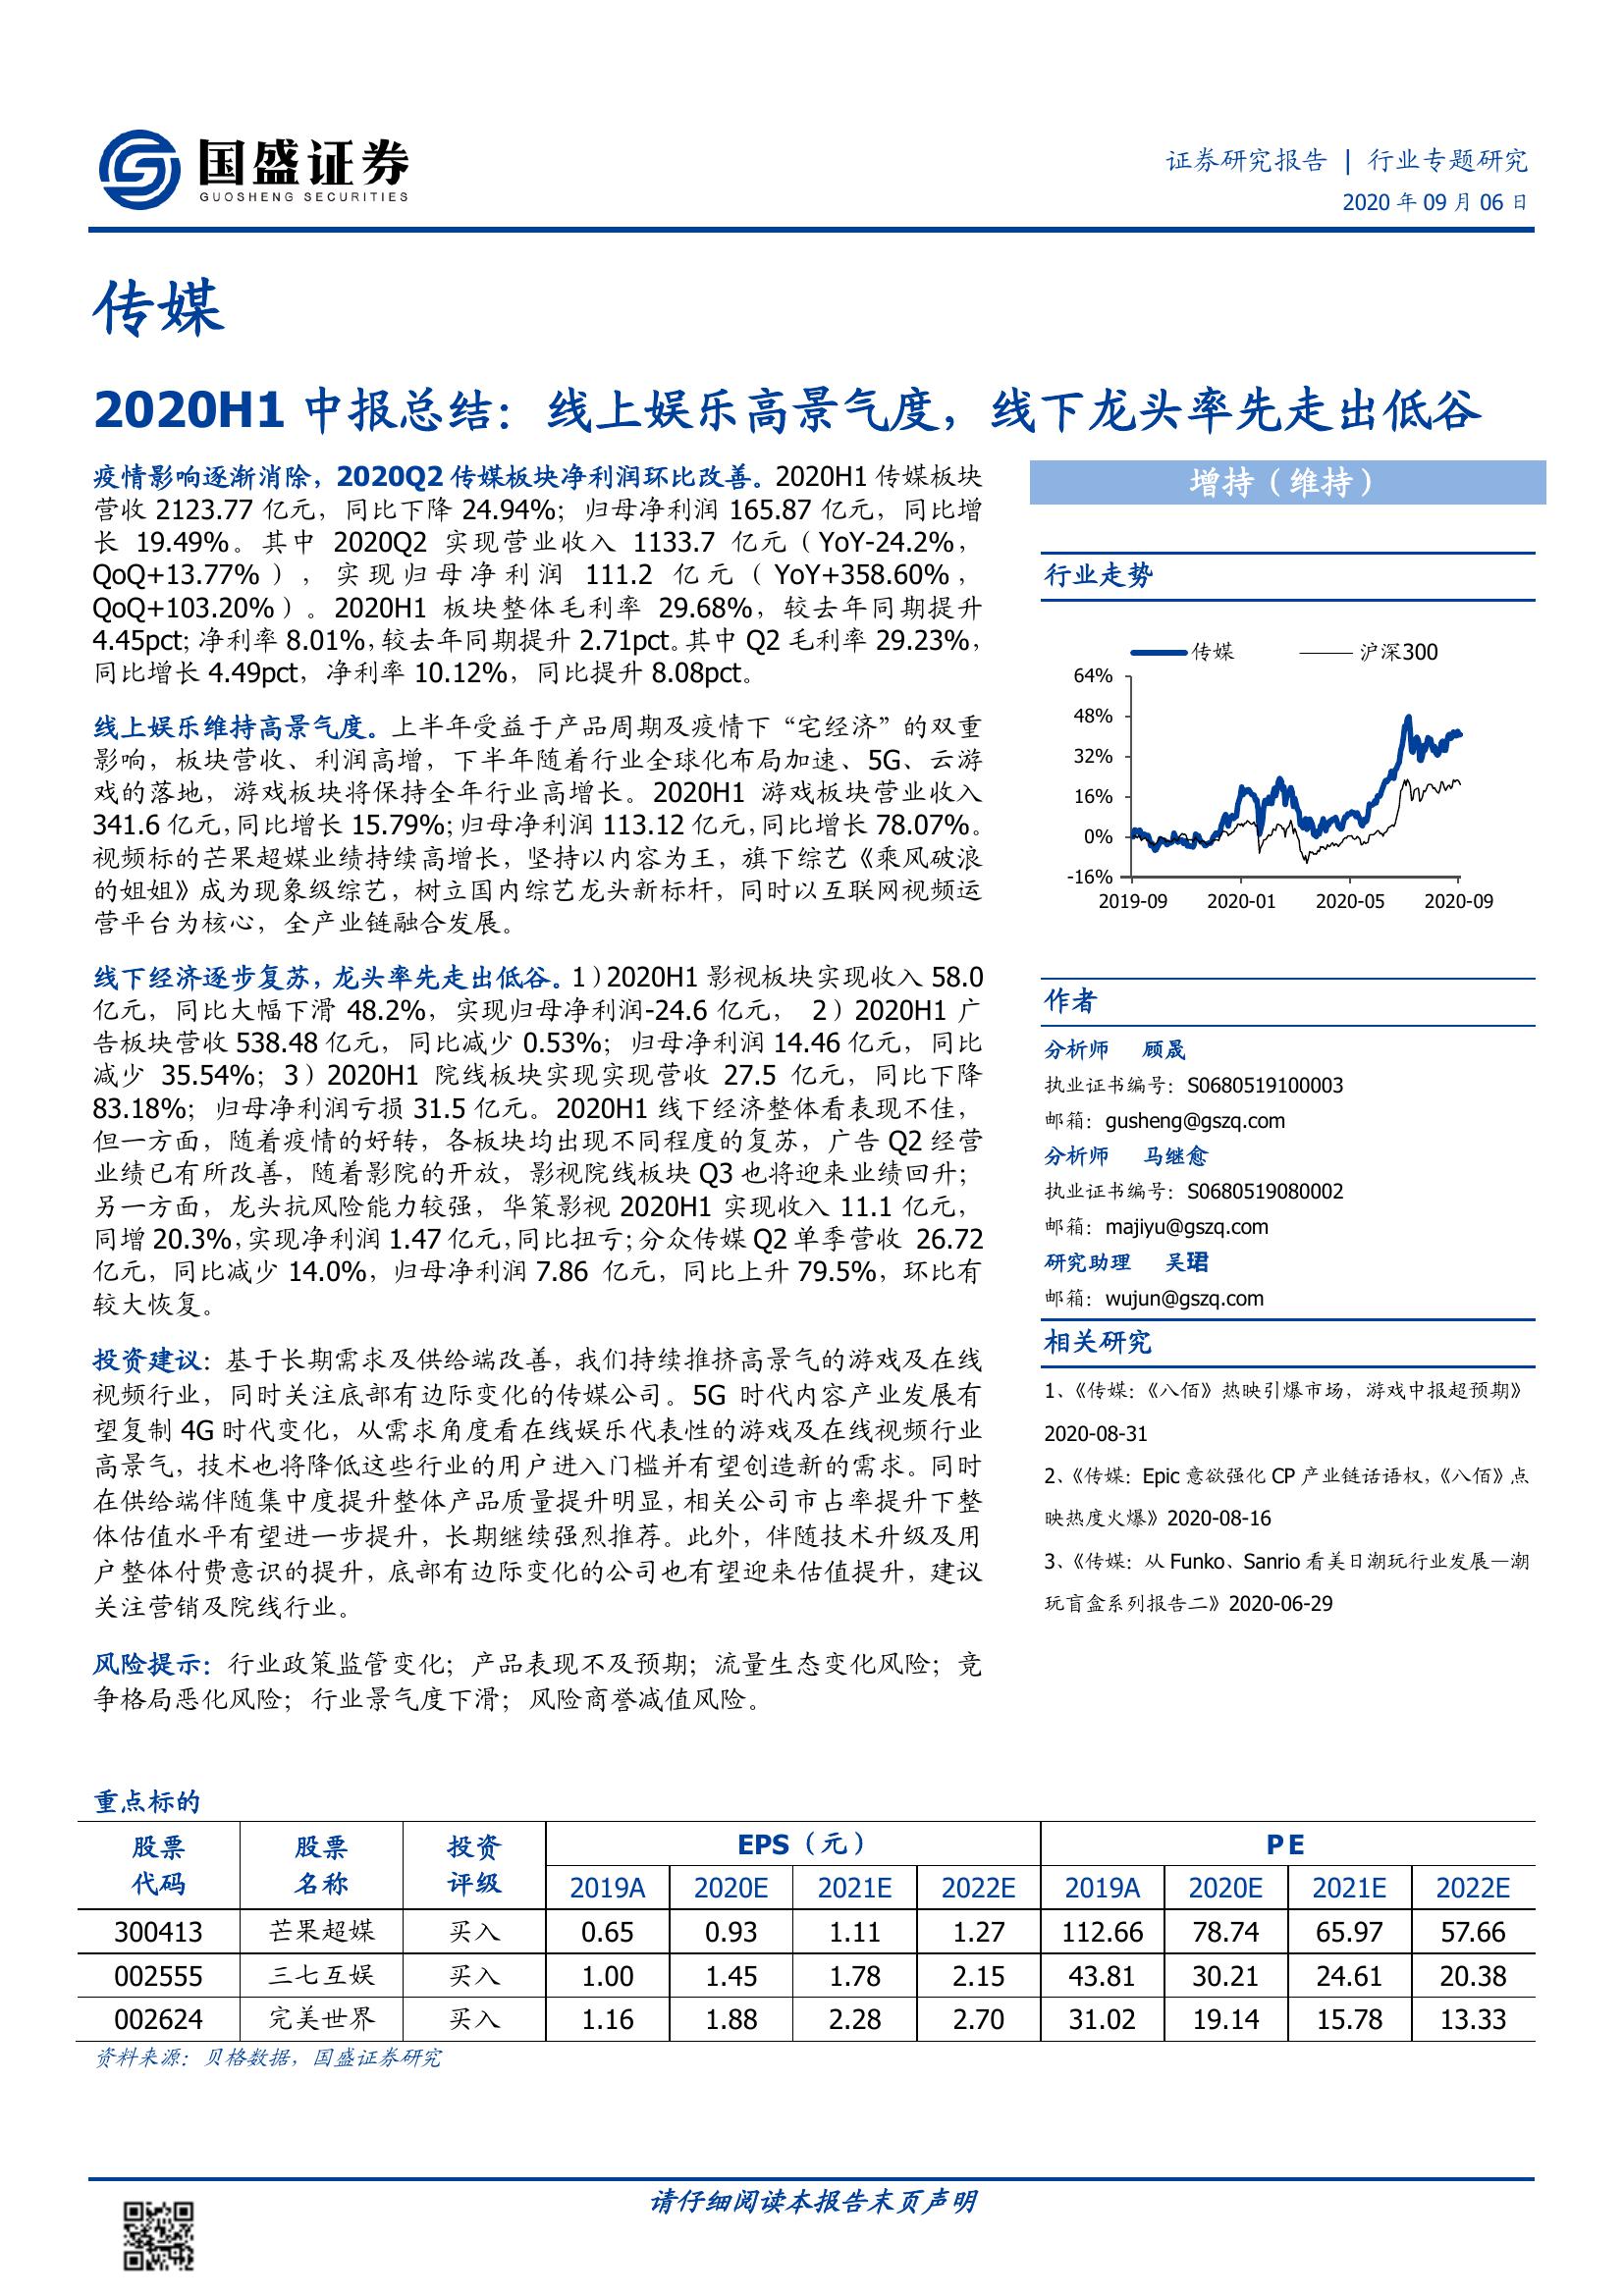 国盛证券
GUOSHENG SECURITIES
证券研究报告 | 行业专题研究
2020 年 09 月 06 日
传媒
2020H1 中报总结：线上娱乐高景气度，线下龙头率先走出低谷
疫情影响逐渐消除，2020Q2 传媒板块净利润环比改善。2020H1 传媒板块
营收 2123.77 亿元，同比下降 24.94%；归母净利润 165.87 亿元，同比增
长 19.49%。其中 2020Q2 实现营业收入 1133.7 亿元（YoY-24.2%，
QoQ+13.77%），实现归母净利润 111.2 亿元（YoY+358.60%，
QoQ+103.20%）。2020H1 板块整体毛利率 29.68%，较去年同期提升
4.45pct；净利率 8.01%，较去年同期提升 2.71pct。其中 Q2 毛利率 29.23%，
同比增长 4.49pct，净利率 10.12%，同比提升 8.08pct。
线上娱乐维持高景气度。上半年受益于产品周期及疫情下“宅经济”的双重
影响，板块营收、利润高增，下半年随着行业全球化布局加速、5G、云游
戏的落地，游戏板块将保持全年行业高增长。2020H1 游戏板块营业收入
341.6 亿元，同比增长 15.79%；归母净利润 113.12 亿元，同比增长 78.07%。
视频标的芒果超媒业绩持续高增长，坚持以内容为王，旗下综艺《乘风破浪
的姐姐》成为现象级综艺，树立国内综艺龙头新标杆，同时以互联网视频运
营平台为核心，全产业链融合发展。
线下经济逐步复苏，龙头率先走出低谷。1）2020H1 影视板块实现收入 58.0
亿元，同比大幅下滑 48.2%，实现归母净利润-24.6 亿元， 2）2020H1 广
告板块营收 538.48 亿元，同比减少 0.53%；归母净利润 14.46 亿元，同比
减少 35.54%；3）2020H1 院线板块实现实现营收 27.5 亿元，同比下降
83.18%；归母净利润亏损 31.5 亿元。2020H1 线下经济整体看表现不佳，
但一方面，随着疫情的好转，各板块均出现不同程度的复苏，广告 Q2 经营
业绩已有所改善，随着影院的开放，影视院线板块 Q3 也将迎来业绩回升；
另一方面，龙头抗风险能力较强，华策影视 2020H1 实现收入 11.1 亿元，
同增 20.3%，实现净利润 1.47 亿元，同比扭亏；分众传媒 Q2 单季营收 26.72
亿元，同比减少 14.0%，归母净利润 7.86 亿元，同比上升 79.5%，环比有
较大恢复。
投资建议：基于长期需求及供给端改善，我们持续推挤高景气的游戏及在线
视频行业，同时关注底部有边际变化的传媒公司。5G 时代内容产业发展有
望复制 4G 时代变化，从需求角度看在线娱乐代表性的游戏及在线视频行业
高景气，技术也将降低这些行业的用户进入门槛并有望创造新的需求。同时
在供给端伴随集中度提升整体产品质量提升明显，相关公司市占率提升下整
体估值水平有望进一步提升，长期继续强烈推荐。此外，伴随技术升级及用
户整体付费意识的提升，底部有边际变化的公司也有望迎来估值提升，建议
关注营销及院线行业。
风险提示：行业政策监管变化；产品表现不及预期；流量生态变化风险；竞
争格局恶化风险；行业景气度下滑；风险商誉减值风险。
增持（维持）
行业走势
传媒 沪深300
64%
48%
32%
16%
0%
-16%
2019-09 2020-01 2020-05 2020-09
作者
分析师 顾晟
执业证书编号：S0680519100003
邮箱：gusheng@gszq.com
分析师 马继愈
执业证书编号：S0680519080002
邮箱：majiyu@gszq.com
研究助理 吴珺
邮箱：wujun@gszq.com
相关研究
1、《传媒：《八佰》热映引爆市场，游戏中报超预期》
2020-08-31
2、《传媒：Epic 意欲强化 CP 产业链话语权，《八佰》点
映热度火爆》2020-08-16
3、《传媒：从 Funko、Sanrio 看美日潮玩行业发展—潮
玩盲盒系列报告二》2020-06-29
重点标的
股票 股票 投资 EPS（元） P E
代码 名称 评级 2019A 2020E 2021E 2022E 2019A 2020E 2021E 2022E
300413 芒果超媒 买入 0.65 0.93 1.11 1.27 112.66 78.74 65.97 57.66
002555 三七互娱 买入 1.00 1.45 1.78 2.15 43.81 30.21 24.61 20.38
002624 完美世界 买入 1.16 1.88 2.28 2.70 31.02 19.14 15.78 13.33
资料来源：贝格数据，国盛证券研究
请仔细阅读本报告末页声明